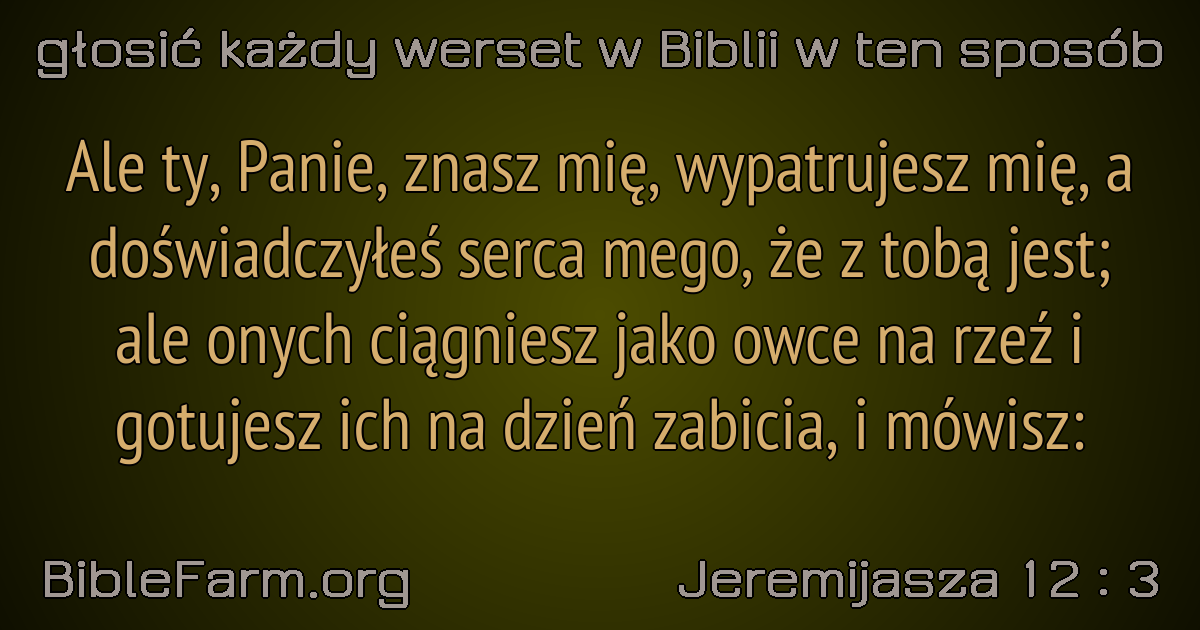 głosić każdy werset w Biblii w ten sposób
Ale ty, Panie, znasz mię, wypatrujesz mię, a
doświadczyłeś serca mego, że z tobą jest;
ale onych ciągniesz jako owce na rzeź i
gotujesz ich na dzień zabicia, i mówisz:
BibleFarm.org
Jeremijasza 12 : 3